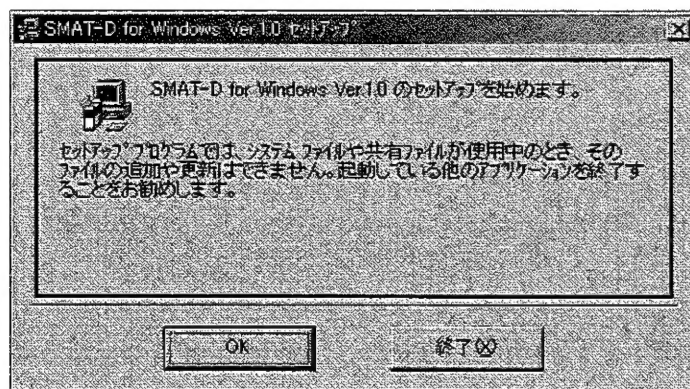 SMAT-D for Windows Ver1.0 セットアップ
SMAT-D for Windows Ver1.0 のセットアップを始めます。
セットアップ プログラムでは、システム ファイルや共有ファイルが使用中のとき、その
ファイルの追加や更新はできません。起動している他のアプリケーションを終了す
ることをお勧めします。
OK
終了(X)